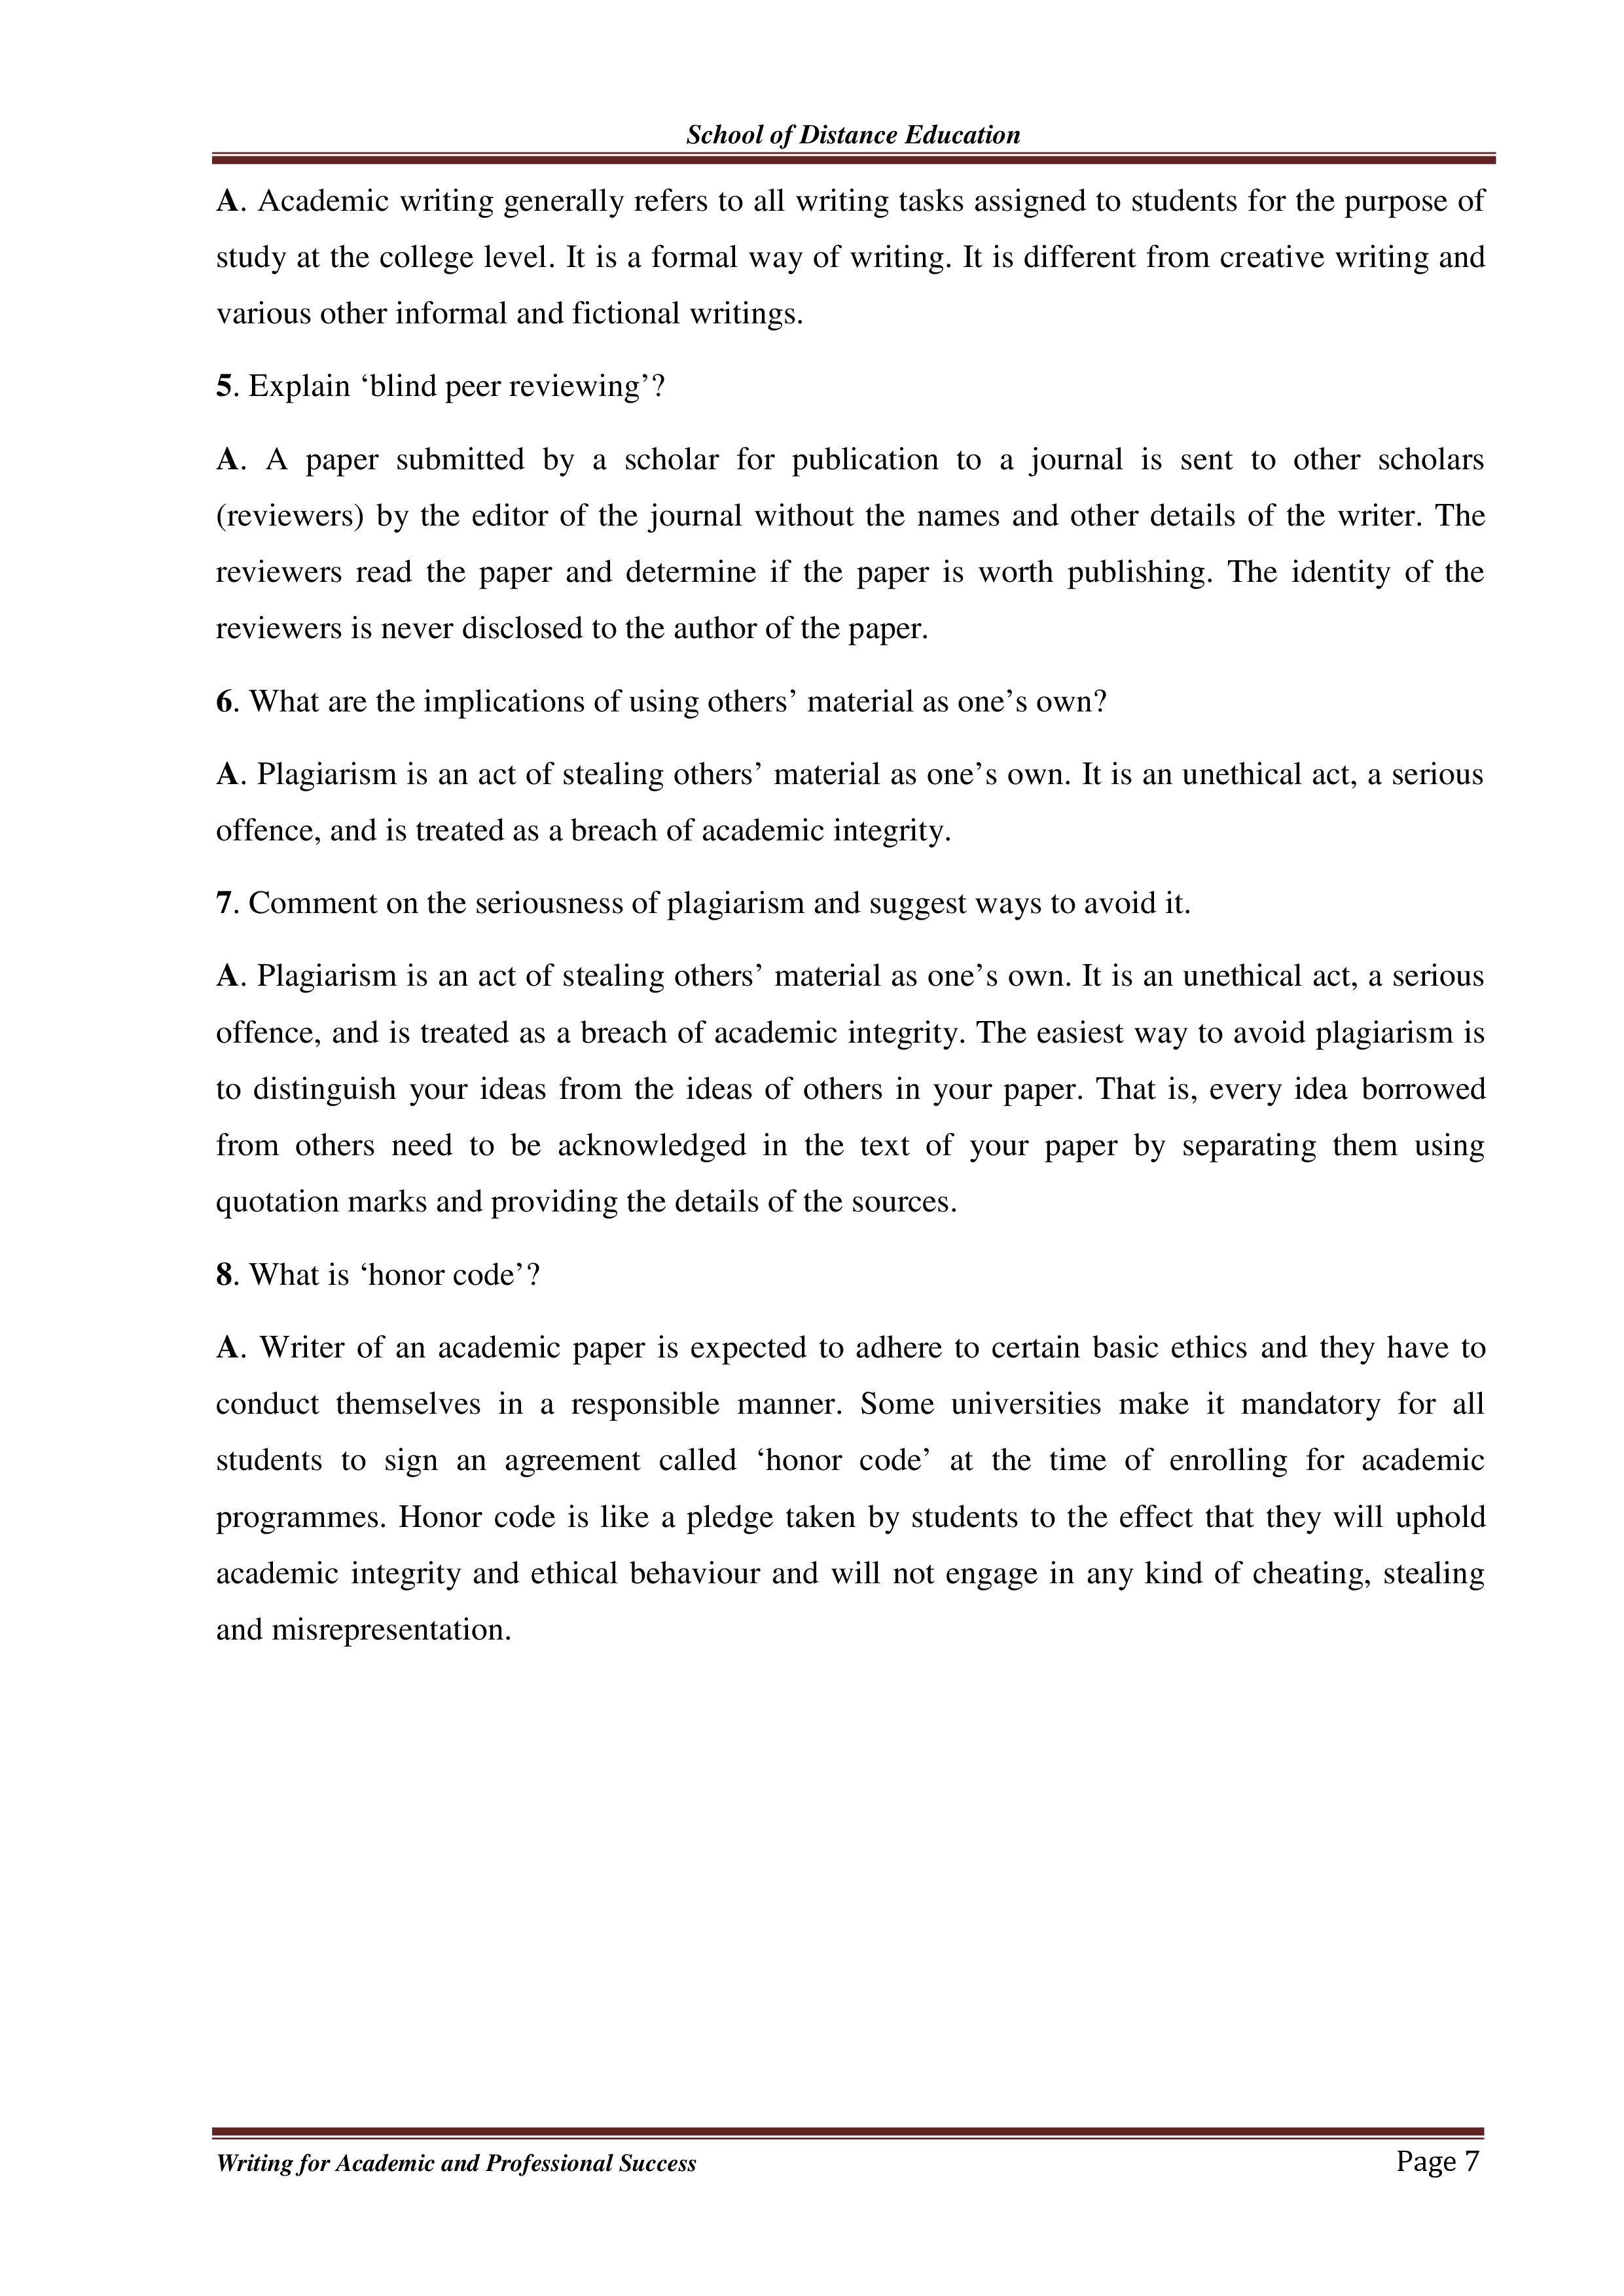 School of Distance Education
A. Academic writing generally refers to all writing tasks assigned to students for the purpose of
study at the college level. It is a formal way of writing. It is different from creative writing and
various other informal and fictional writings.
5. Explain ‘blind peer reviewing’?
A. A paper submitted by a scholar for publication to a journal is sent to other scholars
(reviewers) by the editor of the journal without the names and other details of the writer. The
reviewers read the paper and determine if the paper is worth publishing. The identity of the
reviewers is never disclosed to the author of the paper.
6. What are the implications of using others’ material as one’s own?
A. Plagiarism is an act of stealing others’ material as one’s own. It is an unethical act, a serious
offence, and is treated as a breach of academic integrity.
7. Comment on the seriousness of plagiarism and suggest ways to avoid it.
A. Plagiarism is an act of stealing others’ material as one’s own. It is an unethical act, a serious
offence, and is treated as a breach of academic integrity. The easiest way to avoid plagiarism is
to distinguish your ideas from the ideas of others in your paper. That is, every idea borrowed
from others need to be acknowledged in the text of your paper by separating them using
quotation marks and providing the details of the sources.
8. What is ‘honor code’?
A. Writer of an academic paper is expected to adhere to certain basic ethics and they have to
conduct themselves in a responsible manner. Some universities make it mandatory for all
students to sign an agreement called ‘honor code’ at the time of enrolling for academic
programmes. Honor code is like a pledge taken by students to the effect that they will uphold
academic integrity and ethical behaviour and will not engage in any kind of cheating, stealing
and misrepresentation.
Writing for Academic and Professional Success Page 7